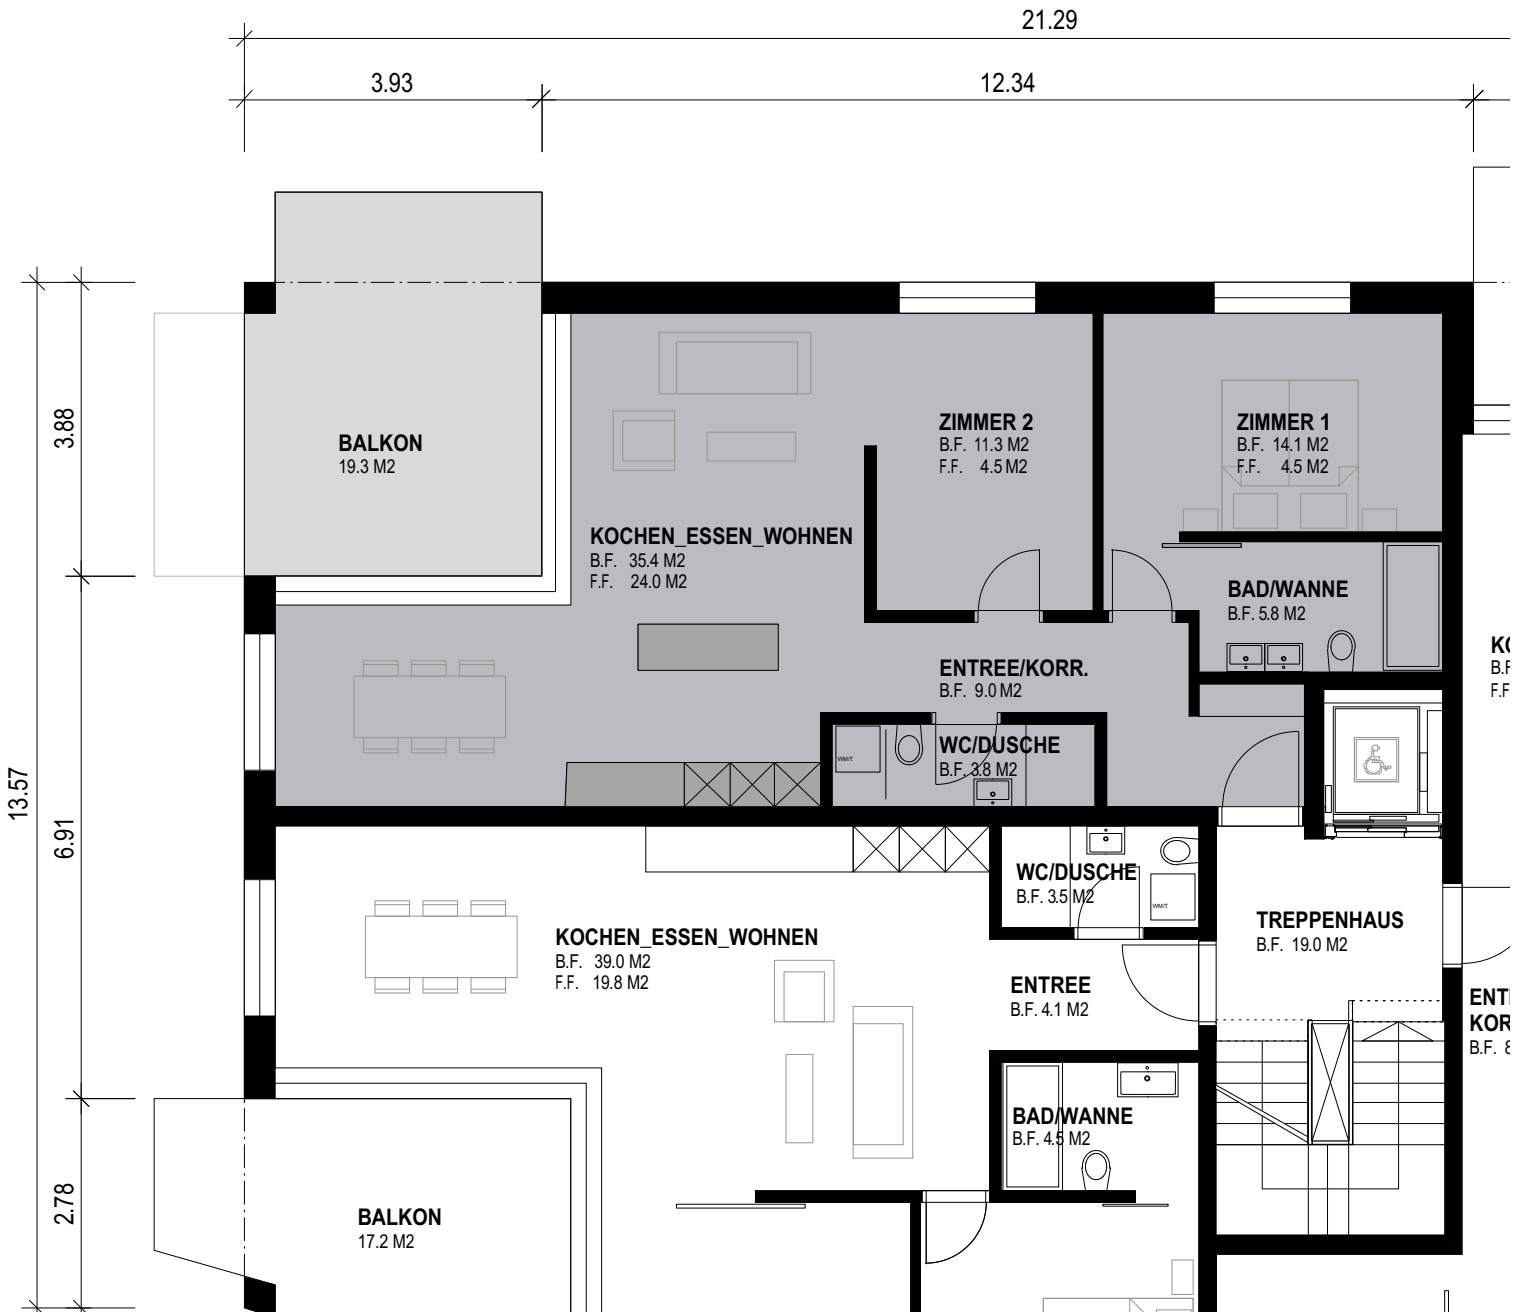 21.29
3.93
12.34
3.88
13.57
6.91
2.78
BALKON
19.3 M2
KOCHEN_ESSEN_WOHNEN
B.F. 35.4 M2
F.F. 24.0 M2
ZIMMER 2
B.F. 11.3 M2
F.F. 4.5 M2
ZIMMER 1
B.F. 14.1 M2
F.F. 4.5 M2
BAD/WANNE
B.F. 5.8 M2
ENTREE/KORR.
B.F. 9.0 M2
WC/DUSCHE
B.F. 3.8 M2
WM/T.
KOCHEN_ESSEN_WOHNEN
B.F. 39.0 M2
F.F. 19.8 M2
WC/DUSCHE
B.F. 3.5 M2
WM/T.
ENTREE
B.F. 4.1 M2
BAD/WANNE
B.F. 4.5 M2
TREPPENHAUS
B.F. 19.0 M2
BALKON
17.2 M2
B.F. 8